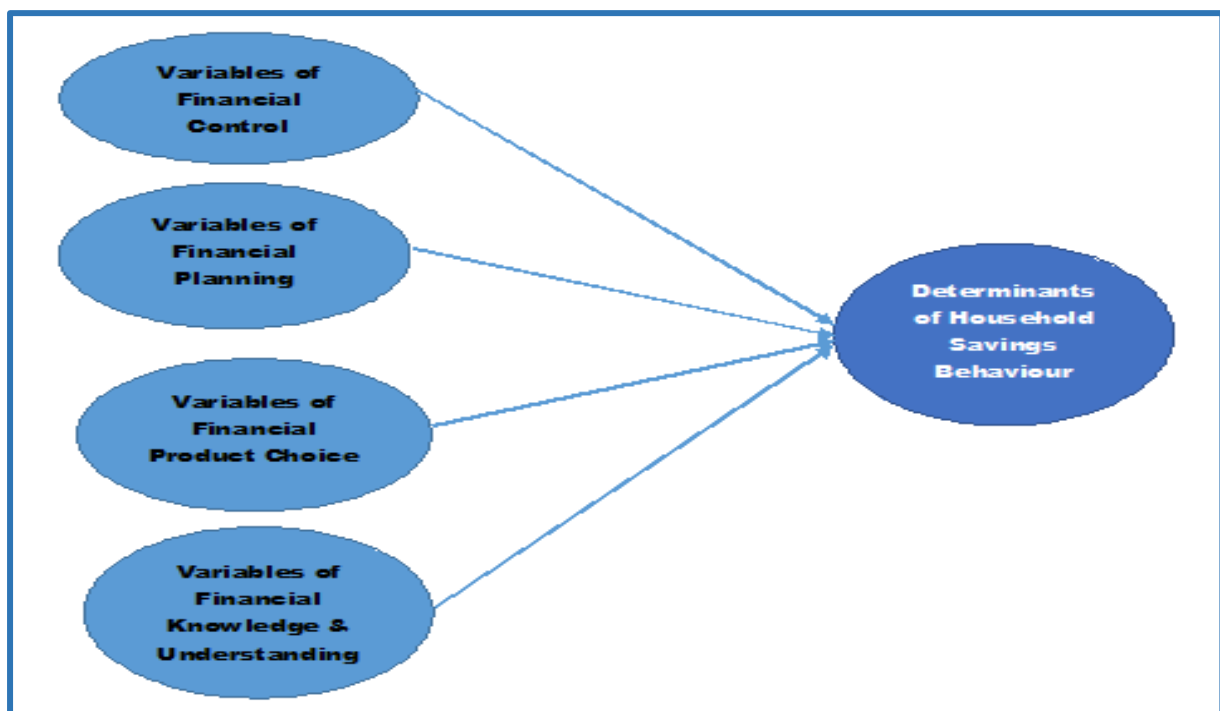 Variables of
Financial
Control
Variables of
Financial
Planning
Variables of
Financial
Product Choice
Variables of
Financial
Knowledge &
Understanding
Determinants
of Household
Savings
Behaviour